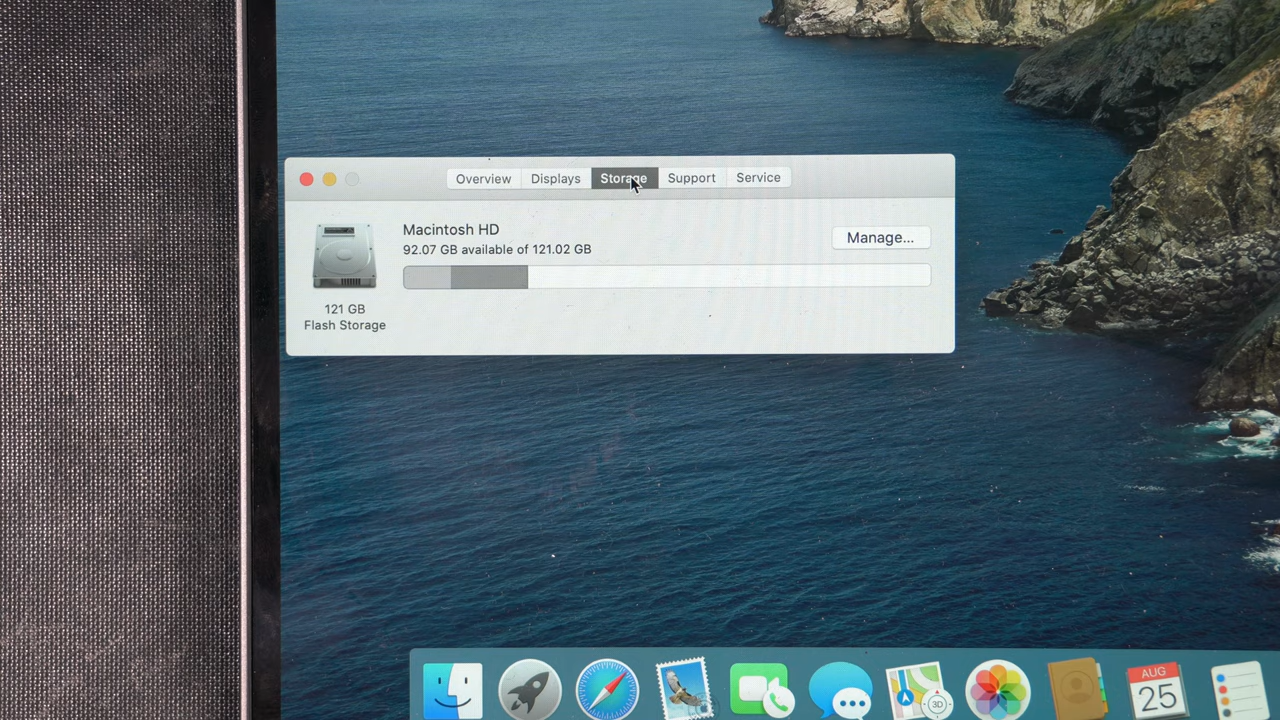 Overview Displays Storage Support Service
Macintosh HD
92.07 GB available of 121.02 GB
Manage...
121 GB
Flash Storage
3D
AUG
25